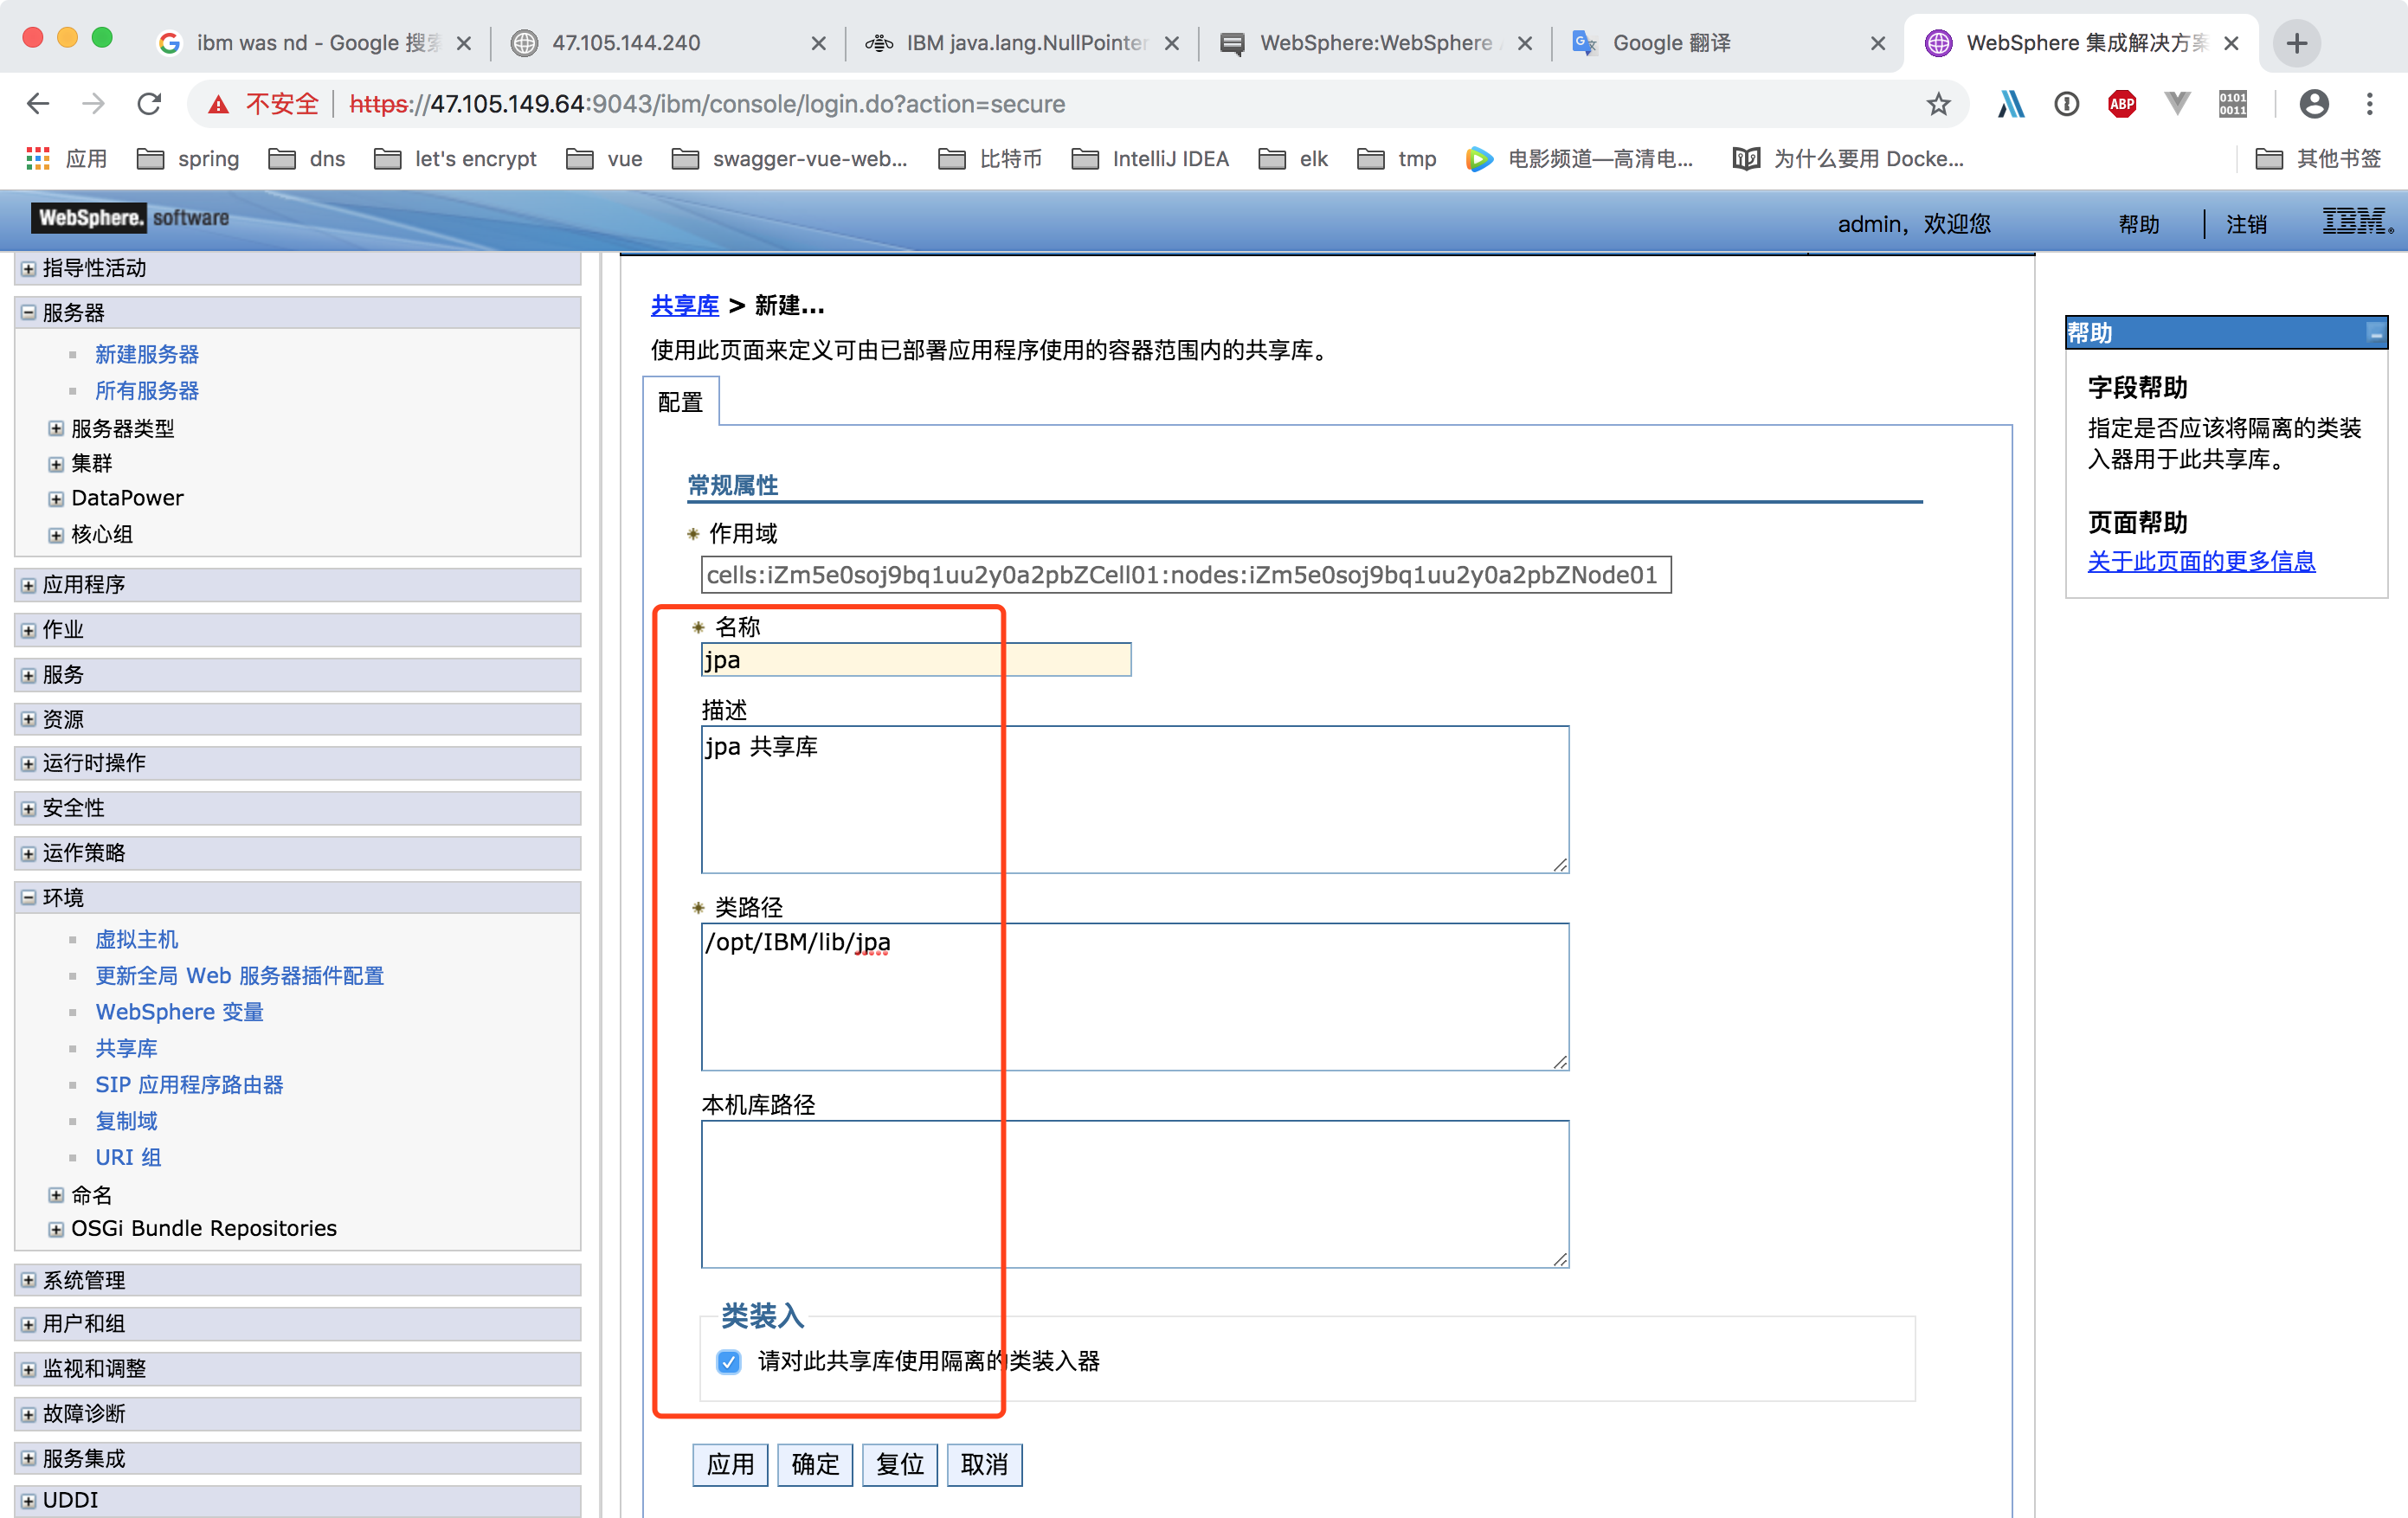 ibm was nd - Google 搜索
47.105.144.240
IBM java.lang.NullPointer
WebSphere:WebSphere
Google 翻译
WebSphere 集成解决方案
不安全 https://47.105.149.64:9043/ibm/console/login.do?action=secure
ABP
0101
0011
应用 spring dns let's encrypt vue swagger-vue-web... 比特币 IntelliJ IDEA elk tmp 电影频道—高清电... 为什么要用 Docke... 其他书签
WebSphere. software
admin，欢迎您 帮助 注销 IBM.
指导性活动
服务器
新建服务器
所有服务器
服务器类型
集群
DataPower
核心组
应用程序
作业
服务
资源
运行时操作
安全性
运作策略
环境
虚拟主机
更新全局 Web 服务器插件配置
WebSphere 变量
共享库
SIP 应用程序路由器
复制域
URI 组
命名
OSGi Bundle Repositories
系统管理
用户和组
监视和调整
故障诊断
服务集成
UDDI
共享库 > 新建...
使用此页面来定义可由已部署应用程序使用的容器范围内的共享库。
配置
常规属性
作用域
cells:iZm5e0soj9bq1uu2y0a2pbZCell01:nodes:iZm5e0soj9bq1uu2y0a2pbZNode01
名称
jpa
描述
jpa 共享库
类路径
/opt/IBM/lib/jpa
本机库路径
类装入
请对此共享库使用隔离的类装入器
应用 确定 复位 取消
帮助
字段帮助
指定是否应该将隔离的类装
入器用于此共享库。
页面帮助
关于此页面的更多信息